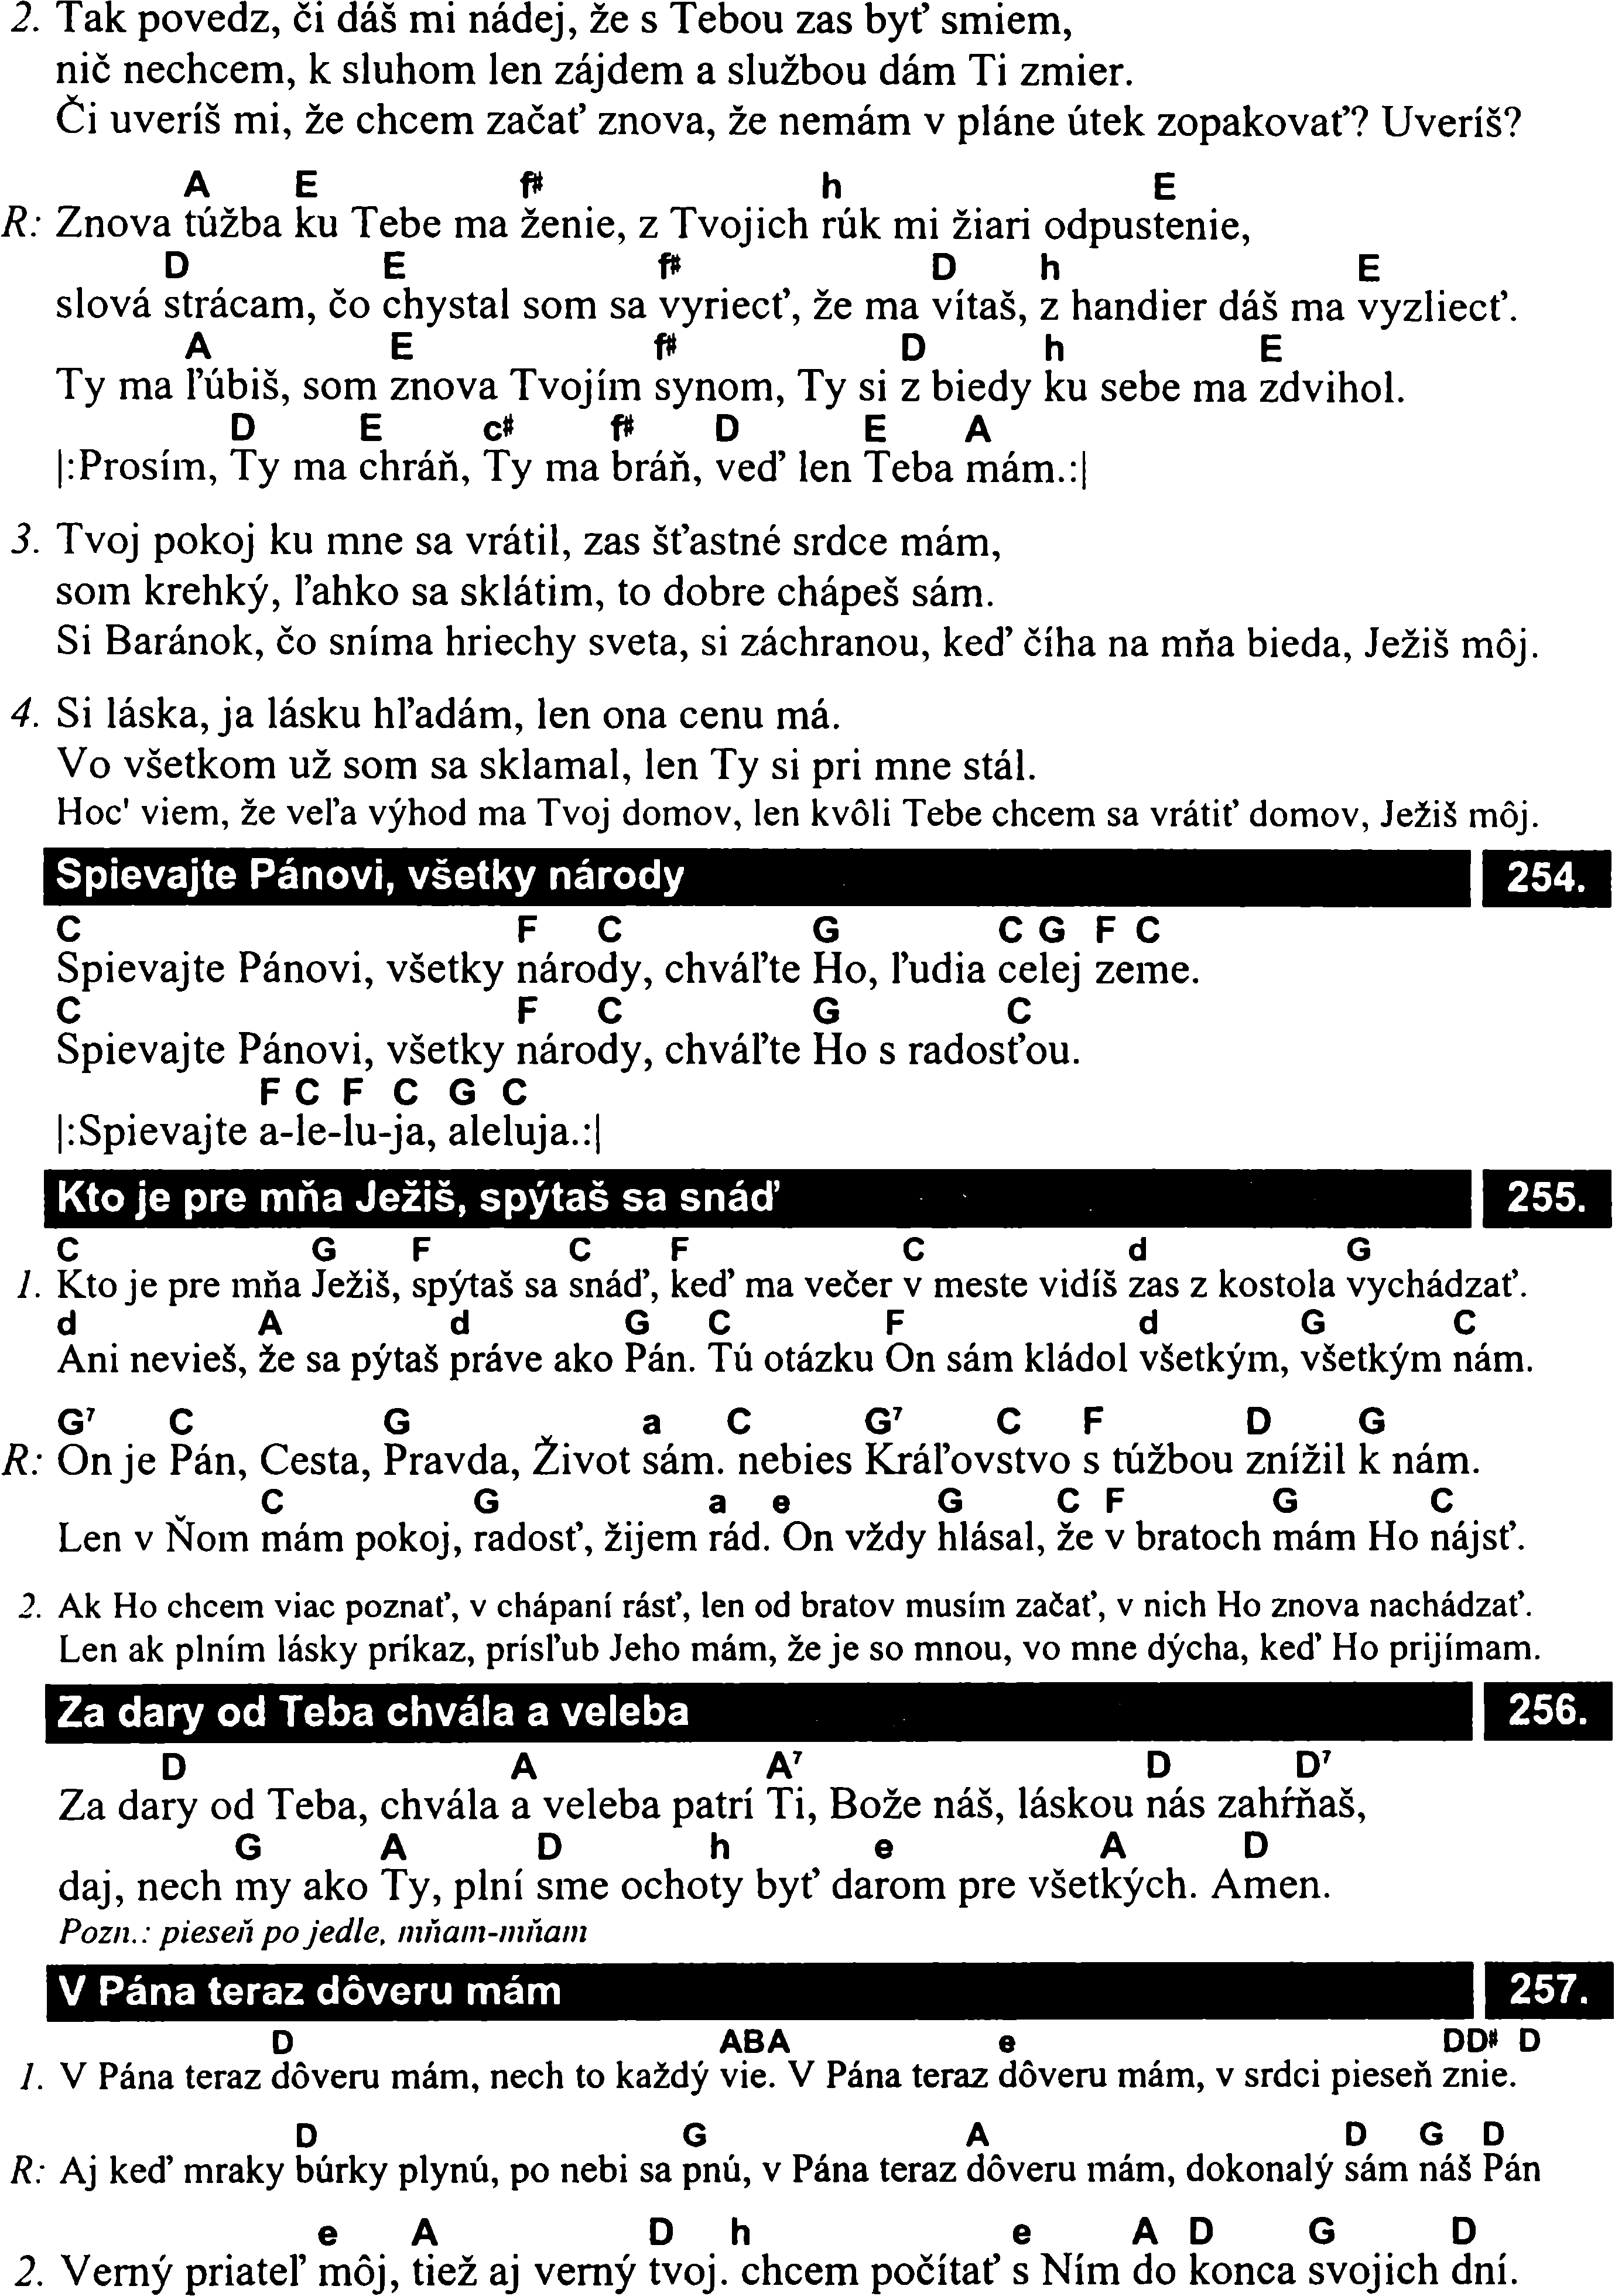 2. Tak povedz, či dáš mi nádej, že s Tebou zas byť smiem,
nič nechcem, k sluhom len zájdem a službou dám Ti zmier.
Či uveríš mi, že chcem začať znova, že nemám v pláne útek zopakovať? Uveríš?
A E f# h E
R: Znova túžba ku Tebe ma ženie, z Tvojich rúk mi žiari odpustenie,
D E f# D h E
slová strácam, čo chystal som sa vyriecť, že ma vítaš, z handier dáš ma vyzliecť.
A E f# D h E
Ty ma ľúbiš, som znova Tvojím synom, Ty si z biedy ku sebe ma zdvihol.
D E c# f# D E A
|:Prosím, Ty ma chráň, Ty ma bráň, veď len Teba mám.:|
3. Tvoj pokoj ku mne sa vrátil, zas šťastné srdce mám,
som krehký, ľahko sa sklátim, to dobre chápeš sám.
Si Baránok, čo sníma hriechy sveta, si záchranou, keď číha na mňa bieda, Ježiš môj.
4. Si láska, ja lásku hľadám, len ona cenu má.
Vo všetkom už som sa sklamal, len Ty si pri mne stál.
Hoc' viem, že veľa výhod ma Tvoj domov, len kvôli Tebe chcem sa vrátiť domov, Ježiš môj.
Spievajte Pánovi, všetky národy 254.
C F C G C G F C
Spievajte Pánovi, všetky národy, chváľte Ho, ľudia celej zeme.
C F C G C
Spievajte Pánovi, všetky národy, chváľte Ho s radosťou.
F C F C G C
|:Spievajte a-le-lu-ja, aleluja.:|
Kto je pre mňa Ježiš, spýtaš sa snáď 255.
C G F C F C d G
1. Kto je pre mňa Ježiš, spýtaš sa snáď, keď ma večer v meste vidíš zas z kostola vychádzať.
d A d G C F d G C
Ani nevieš, že sa pýtaš práve ako Pán. Tú otázku On sám kládol všetkým, všetkým nám.
G7 C G a C G7 C F D G
R: On je Pán, Cesta, Pravda, Život sám. nebies Kráľovstvo s túžbou znížil k nám.
C G a e G C F G C
Len v Ňom mám pokoj, radosť, žijem rád. On vždy hlásal, že v bratoch mám Ho nájsť.
2. Ak Ho chcem viac poznať, v chápaní rásť, len od bratov musím začať, v nich Ho znova nachádzať.
Len ak plním lásky príkaz, prísľub Jeho mám, že je so mnou, vo mne dýcha, keď Ho prijímam.
Za dary od Teba chvála a veleba 256.
D A A7 D D7
Za dary od Teba, chvála a veleba patrí Ti, Bože náš, láskou nás zahŕňaš,
G A D h e A D
daj, nech my ako Ty, plní sme ochoty byť darom pre všetkých. Amen.
Pozn.: pieseň po jedle, mňam-mňam
V Pána teraz dôveru mám 257.
D ABA e DD# D
1. V Pána teraz dôveru mám, nech to každý vie. V Pána teraz dôveru mám, v srdci pieseň znie.
D G A D G D
R: Aj keď mraky búrky plynú, po nebi sa pnú, v Pána teraz dôveru mám, dokonalý sám náš Pán
e A D h e A D G D
2. Verný priateľ môj, tiež aj verný tvoj. chcem počítať s Ním do konca svojich dní.